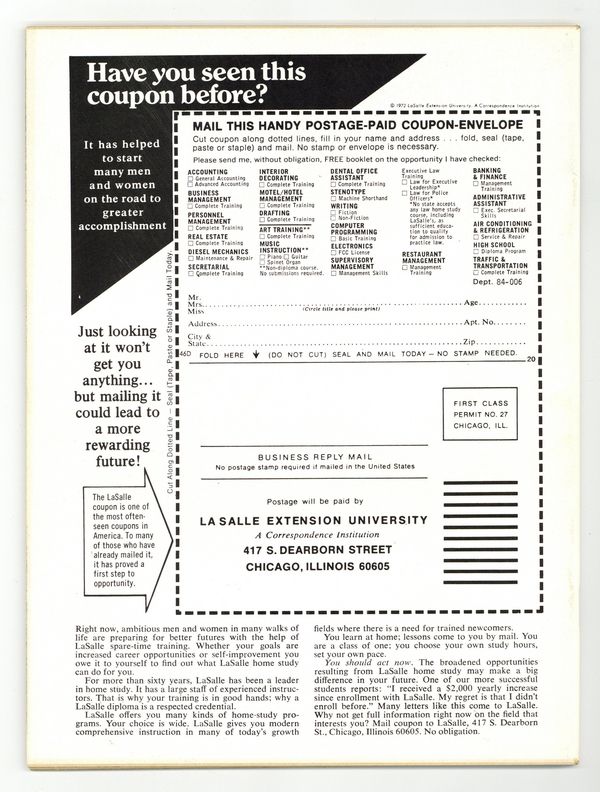 Have you seen this
coupon before?
© 1972 LaSalle Extension University. A Correspondence Institution
It has helped
to start
many men
and women
on the road to
greater
accomplishment
Just looking
at it won't
get you
anything...
but mailing it
could lead to
a more
rewarding
future!
The LaSalle
coupon is one of
the most often-
seen coupons in
America. To many
of those who have
already mailed it,
it has proved a
first step to
opportunity.
Cut Along Dotted Line – Seal (Tape, Paste or Staple) and Mail Today
MAIL THIS HANDY POSTAGE-PAID COUPON-ENVELOPE
Cut coupon along dotted lines, fill in your name and address . . . fold, seal (tape,
paste or staple) and mail. No stamp or envelope is necessary.
Please send me, without obligation, FREE booklet on the opportunity I have checked:
ACCOUNTING
☐ General Accounting
☐ Advanced Accounting
BUSINESS
MANAGEMENT
☐ Complete Training
PERSONNEL
MANAGEMENT
☐ Complete Training
REAL ESTATE
☐ Complete Training
DIESEL MECHANICS
☐ Maintenance & Repair
SECRETARIAL
☐ Complete Training
INTERIOR
DECORATING
☐ Complete Training
MOTEL/HOTEL
MANAGEMENT
☐ Complete Training
DRAFTING
☐ Complete Training
ART TRAINING**
☐ Complete Training
MUSIC
INSTRUCTION**
☐ Piano ☐ Guitar
☐ Spinet Organ
**Non-diploma course.
No submissions required.
DENTAL OFFICE
ASSISTANT
☐ Complete Training
STENOTYPE
☐ Machine Shorthand
WRITING
☐ Fiction
☐ Non-Fiction
COMPUTER
PROGRAMMING
☐ Basic Training
ELECTRONICS
☐ FCC License
SUPERVISORY
MANAGEMENT
☐ Management Skills
Executive Law
Training
☐ Law for Executive
Leadership*
☐ Law for Police
Officers*
*No state accepts
any law home study
course, including
LaSalle's, as
sufficient educa-
tion to qualify
for admission to
practice law.
RESTAURANT
MANAGEMENT
☐ Management
Training
BANKING
& FINANCE
☐ Management
Training
ADMINISTRATIVE
ASSISTANT
☐ Exec. Secretarial
Skills
AIR CONDITIONING
& REFRIGERATION
☐ Service & Repair
HIGH SCHOOL
☐ Diploma Program
TRAFFIC &
TRANSPORTATION
☐ Complete Training
Dept. 84-006
Mr.
Mrs. Age
Miss (Circle title and please print)
Address Apt. No.
City &
State Zip
46D FOLD HERE (DO NOT CUT) SEAL AND MAIL TODAY – NO STAMP NEEDED. 20
FIRST CLASS
PERMIT NO. 27
CHICAGO, ILL.
BUSINESS REPLY MAIL
No postage stamp required if mailed in the United States
Postage will be paid by
LA SALLE EXTENSION UNIVERSITY
A Correspondence Institution
417 S. DEARBORN STREET
CHICAGO, ILLINOIS 60605
Right now, ambitious men and women in many walks of
life are preparing for better futures with the help of
LaSalle spare-time training. Whether your goals are
increased career opportunities or self-improvement you
owe it to yourself to find out what LaSalle home study
can do for you.
For more than sixty years, LaSalle has been a leader
in home study. It has a large staff of experienced instruc-
tors. That is why your training is in good hands; why a
LaSalle diploma is a respected credential.
LaSalle offers you many kinds of home-study pro-
grams. Your choice is wide. LaSalle gives you modern
comprehensive instruction in many of today's growth
fields where there is a need for trained newcomers.
You learn at home; lessons come to you by mail. You
are a class of one; you choose your own study hours,
set your own pace.
You should act now. The broadened opportunities
resulting from LaSalle home study may make a big
difference in your future. One of our more successful
students reports: "I received a $2,000 yearly increase
since enrollment with LaSalle. My regret is that I didn't
enroll before." Many letters like this come to LaSalle.
Why not get full information right now on the field that
interests you? Mail coupon to LaSalle, 417 S. Dearborn
St., Chicago, Illinois 60605. No obligation.